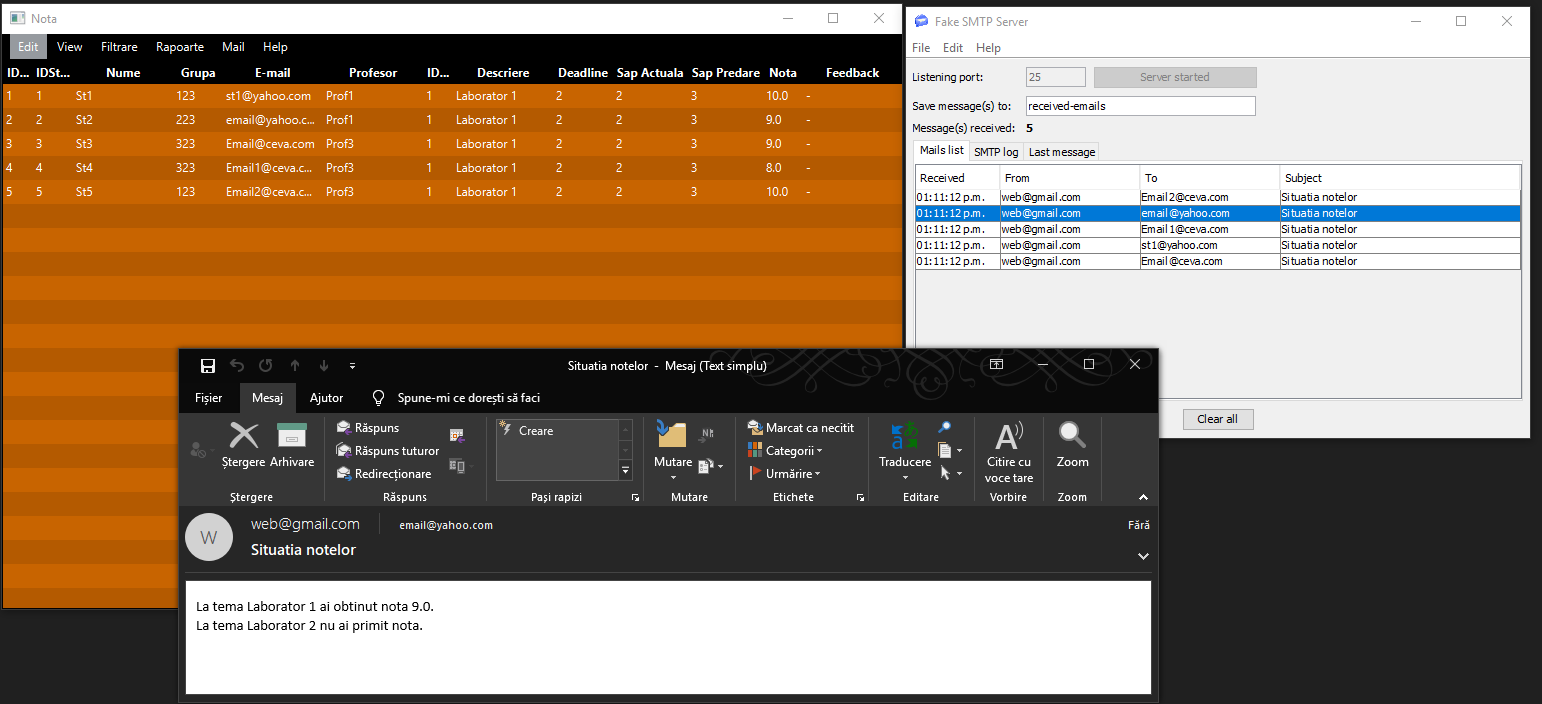 Nota
Edit View Filtrare Rapoarte Mail Help
ID... IDSt... Nume Grupa E-mail Profesor ID... Descriere Deadline Sap Actuala Sap Predare Nota Feedback
1 1 St1 123 st1@yahoo.com Prof1 1 Laborator 1 2 2 3 10.0 -
2 2 St2 223 email@yahoo.c... Prof1 1 Laborator 1 2 2 3 9.0 -
3 3 St3 323 Email@ceva.com Prof3 1 Laborator 1 2 2 3 9.0 -
4 4 St4 323 Email1@ceva.c... Prof3 1 Laborator 1 2 2 3 8.0 -
5 5 St5 123 Email2@ceva.c... Prof3 1 Laborator 1 2 2 3 10.0 -
Fake SMTP Server
File Edit Help
Listening port: 25 Server started
Save message(s) to: received-emails
Message(s) received: 5
Mails list SMTP log Last message
Received From To Subject
01:11:12 p.m. web@gmail.com Email2@ceva.com Situatia notelor
01:11:12 p.m. web@gmail.com email@yahoo.com Situatia notelor
01:11:12 p.m. web@gmail.com Email1@ceva.com Situatia notelor
01:11:12 p.m. web@gmail.com st1@yahoo.com Situatia notelor
01:11:12 p.m. web@gmail.com Email@ceva.com Situatia notelor
Clear all
Situatia notelor - Mesaj (Text simplu)
Fișier Mesaj Ajutor Spune-mi ce dorești să faci
Ștergere Arhivare
Ștergere
Răspuns
Răspuns tuturor
Redirecționare
Răspuns
Creare
Pași rapizi
Mutare
Mutare
Marcat ca necitit
Categorii
Urmărire
Etichete
Traducere
Editare
Citire cu
voce tare
Vorbire
Zoom
Zoom
W
web@gmail.com email@yahoo.com Fără
Situatia notelor
La tema Laborator 1 ai obtinut nota 9.0.
La tema Laborator 2 nu ai primit nota.